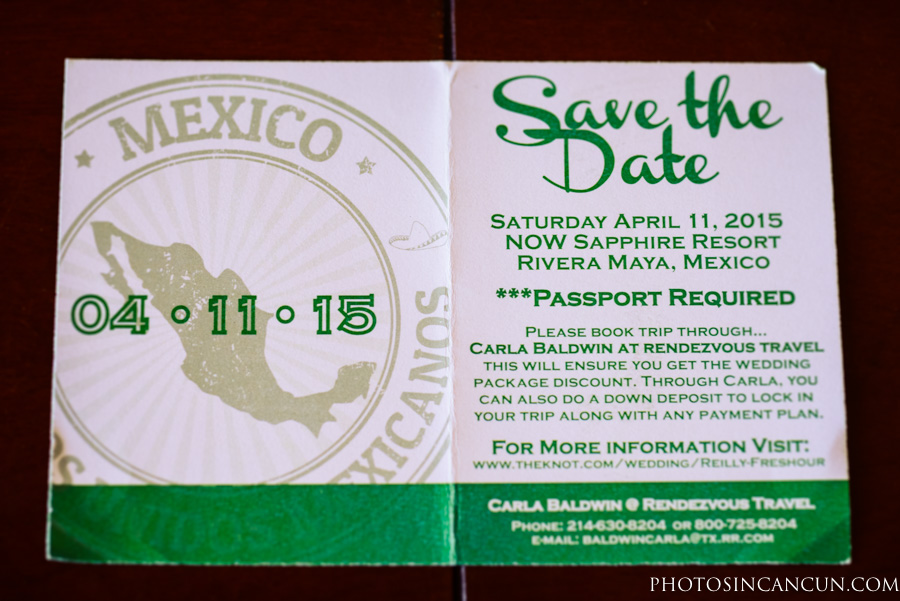 MEXICO
04 • 11 • 15
UNIDOS MEXICANOS
Save the
Date
Saturday April 11, 2015
NOW Sapphire Resort
Rivera Maya, Mexico
***Passport Required
Please book trip through...
Carla Baldwin at rendezvous travel
this will ensure you get the wedding
package discount. Through Carla, you
can also do a down deposit to lock in
your trip along with any payment plan.
For More information Visit:
www.theknot.com/wedding/Reilly-Freshour
Carla Baldwin @ Rendezvous Travel
Phone: 214-630-8204 or 800-725-8204
e-mail: baldwincarla@tx.rr.com
PHOTOSINCANCUN.COM